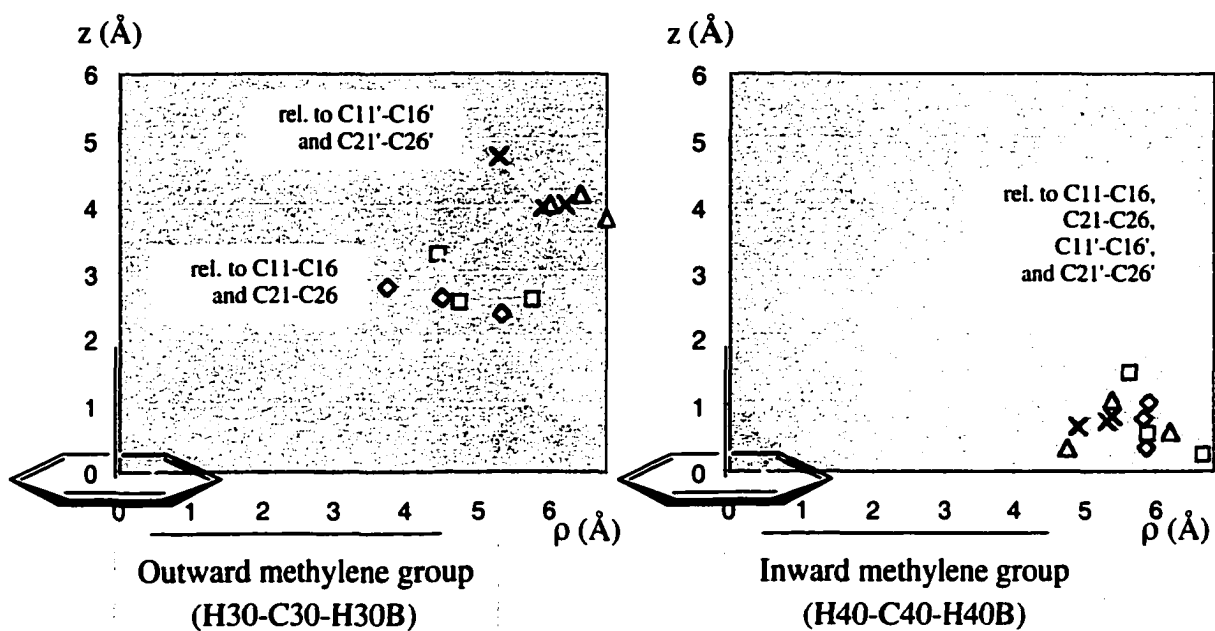 z (Å)
6
5
4
3
2
1
0
rel. to C11'-C16'
and C21'-C26'
rel. to C11-C16
and C21-C26
0 1 2 3 4 5 6
ρ (Å)
Outward methylene group
(H30-C30-H30B)
z (Å)
6
5
4
3
2
1
0
rel. to C11-C16,
C21-C26,
C11'-C16',
and C21'-C26'
0 1 2 3 4 5 6
ρ (Å)
Inward methylene group
(H40-C40-H40B)